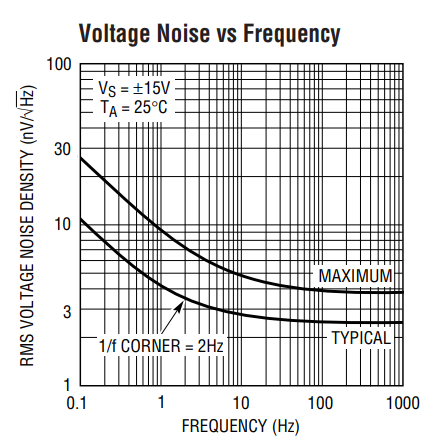 Voltage Noise vs Frequency
RMS VOLTAGE NOISE DENSITY (nV/√Hz)
100
30
10
3
1
VS = ±15V
TA = 25°C
MAXIMUM
TYPICAL
1/f CORNER = 2Hz
0.1 1 10 100 1000
FREQUENCY (Hz)